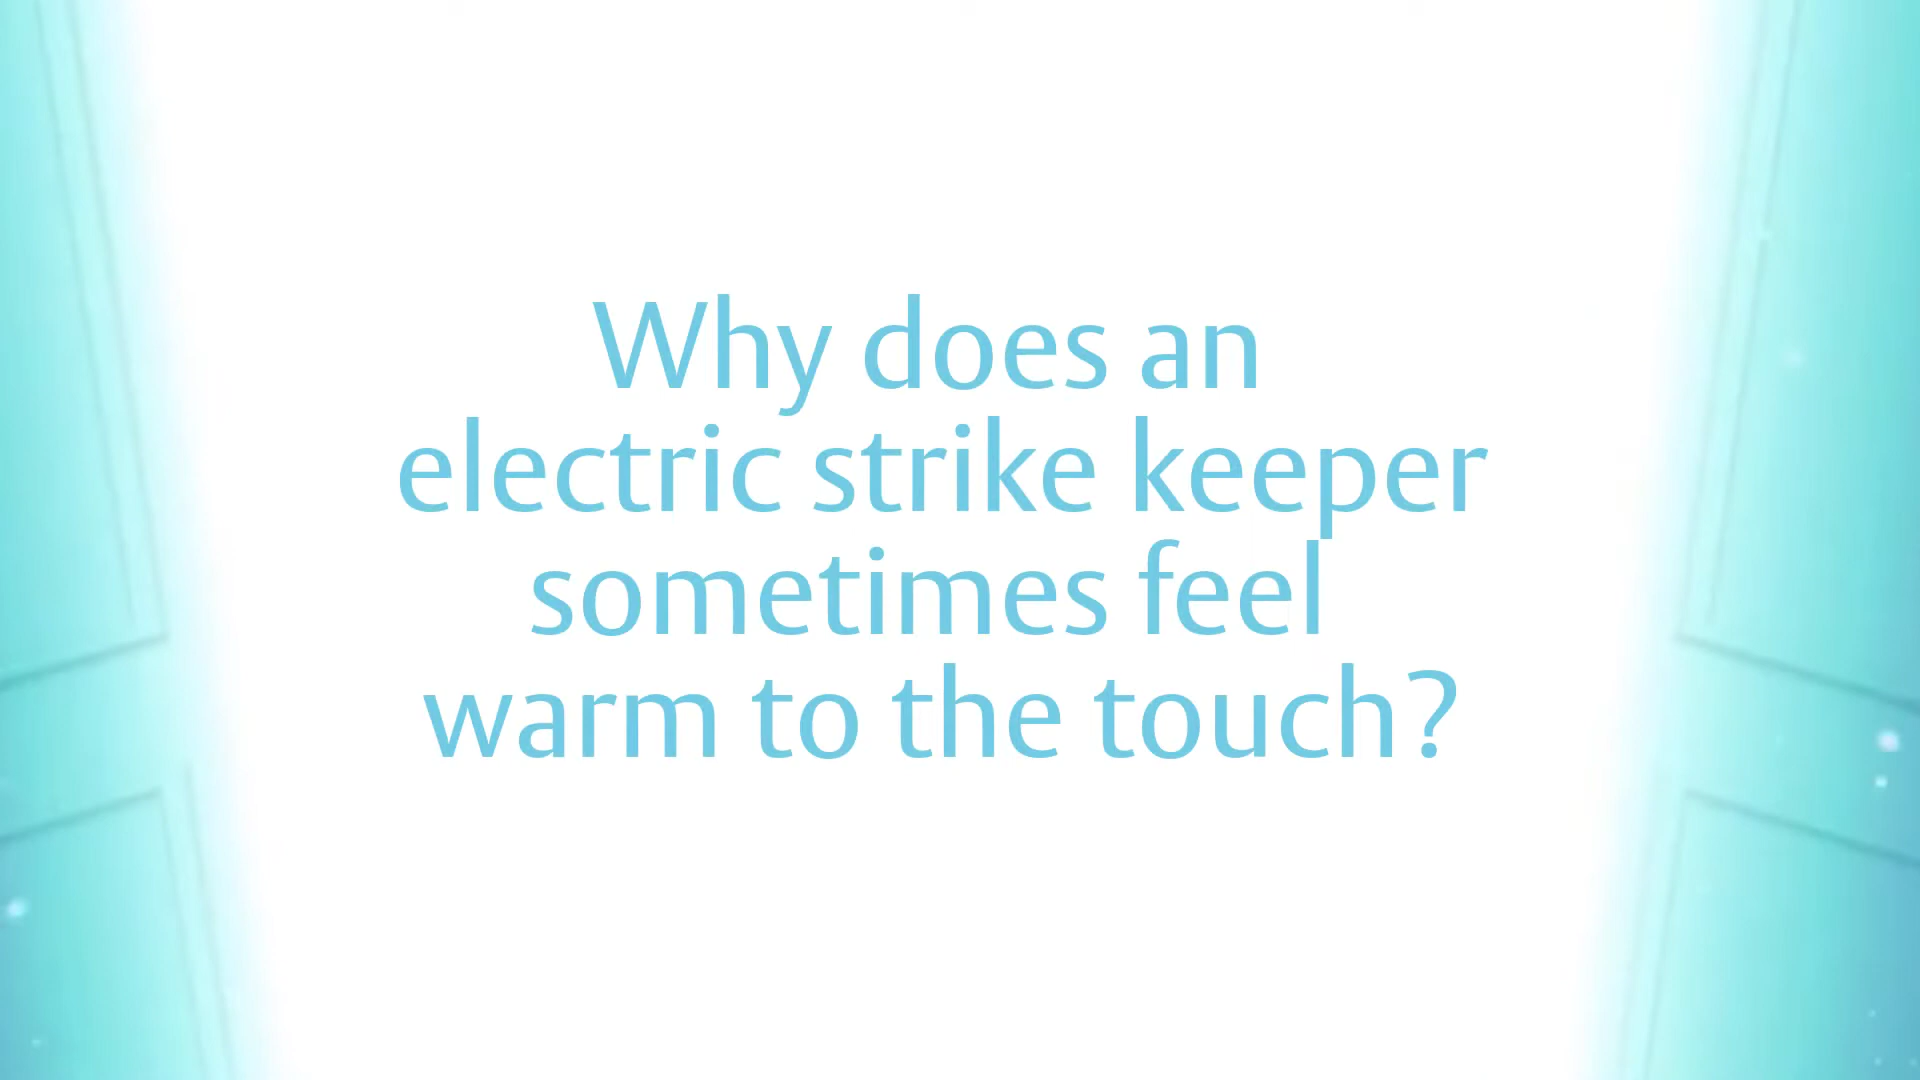 Why does an
electric strike keeper
sometimes feel
warm to the touch?